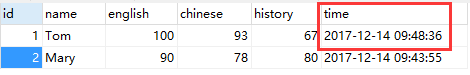 id name english chinese history time
1 Tom 100 93 67 2017-12-14 09:48:36
2 Mary 90 78 80 2017-12-14 09:43:55